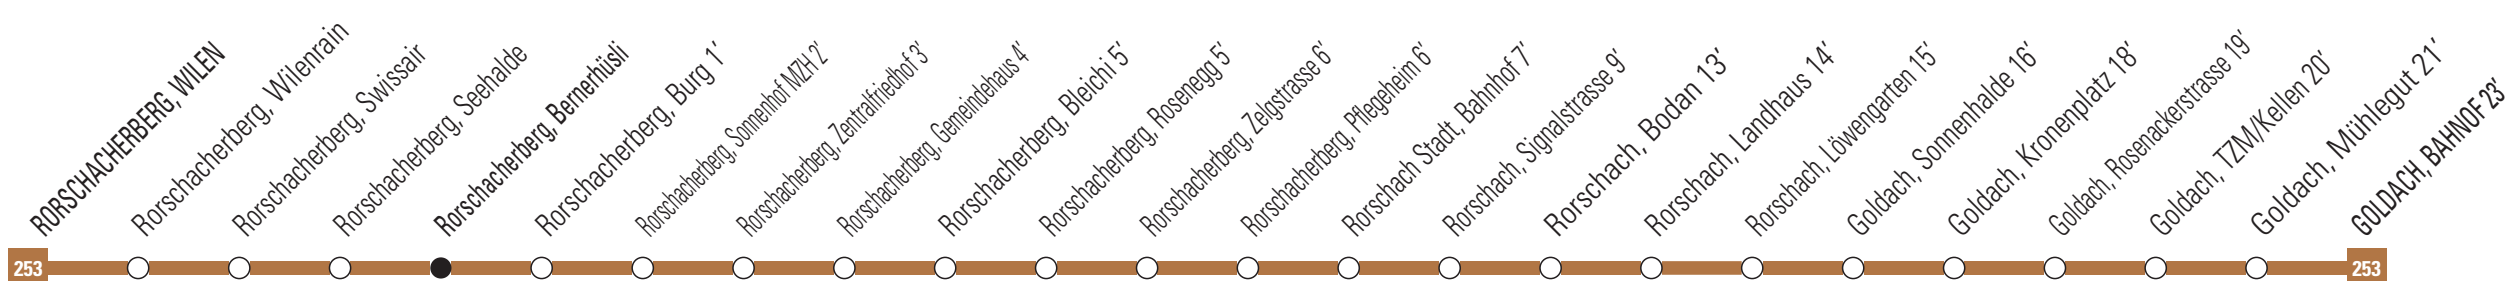 RORSCHACHERBERG, WILEN
Rorschacherberg, Wilenrain
Rorschacherberg, Swissair
Rorschacherberg, Seehalde
Rorschacherberg, Bernerhüsli
Rorschacherberg, Burg 1'
Rorschacherberg, Sonnenhof MZH 2'
Rorschacherberg, Zentralfriedhof 3'
Rorschacherberg, Gemeindehaus 4'
Rorschacherberg, Bleichi 5'
Rorschacherberg, Rosenegg 5'
Rorschacherberg, Zelgstrasse 6'
Rorschacherberg, Pflegeheim 6'
Rorschach Stadt, Bahnhof 7'
Rorschach, Signalstrasse 9'
Rorschach, Bodan 13'
Rorschach, Landhaus 14'
Rorschach, Löwengarten 15'
Goldach, Sonnenhalde 16'
Goldach, Kronenplatz 18'
Goldach, Rosenackerstrasse 19'
Goldach, TZM/Kellen 20'
Goldach, Mühlegut 21'
GOLDACH, BAHNOF 23'
253
253